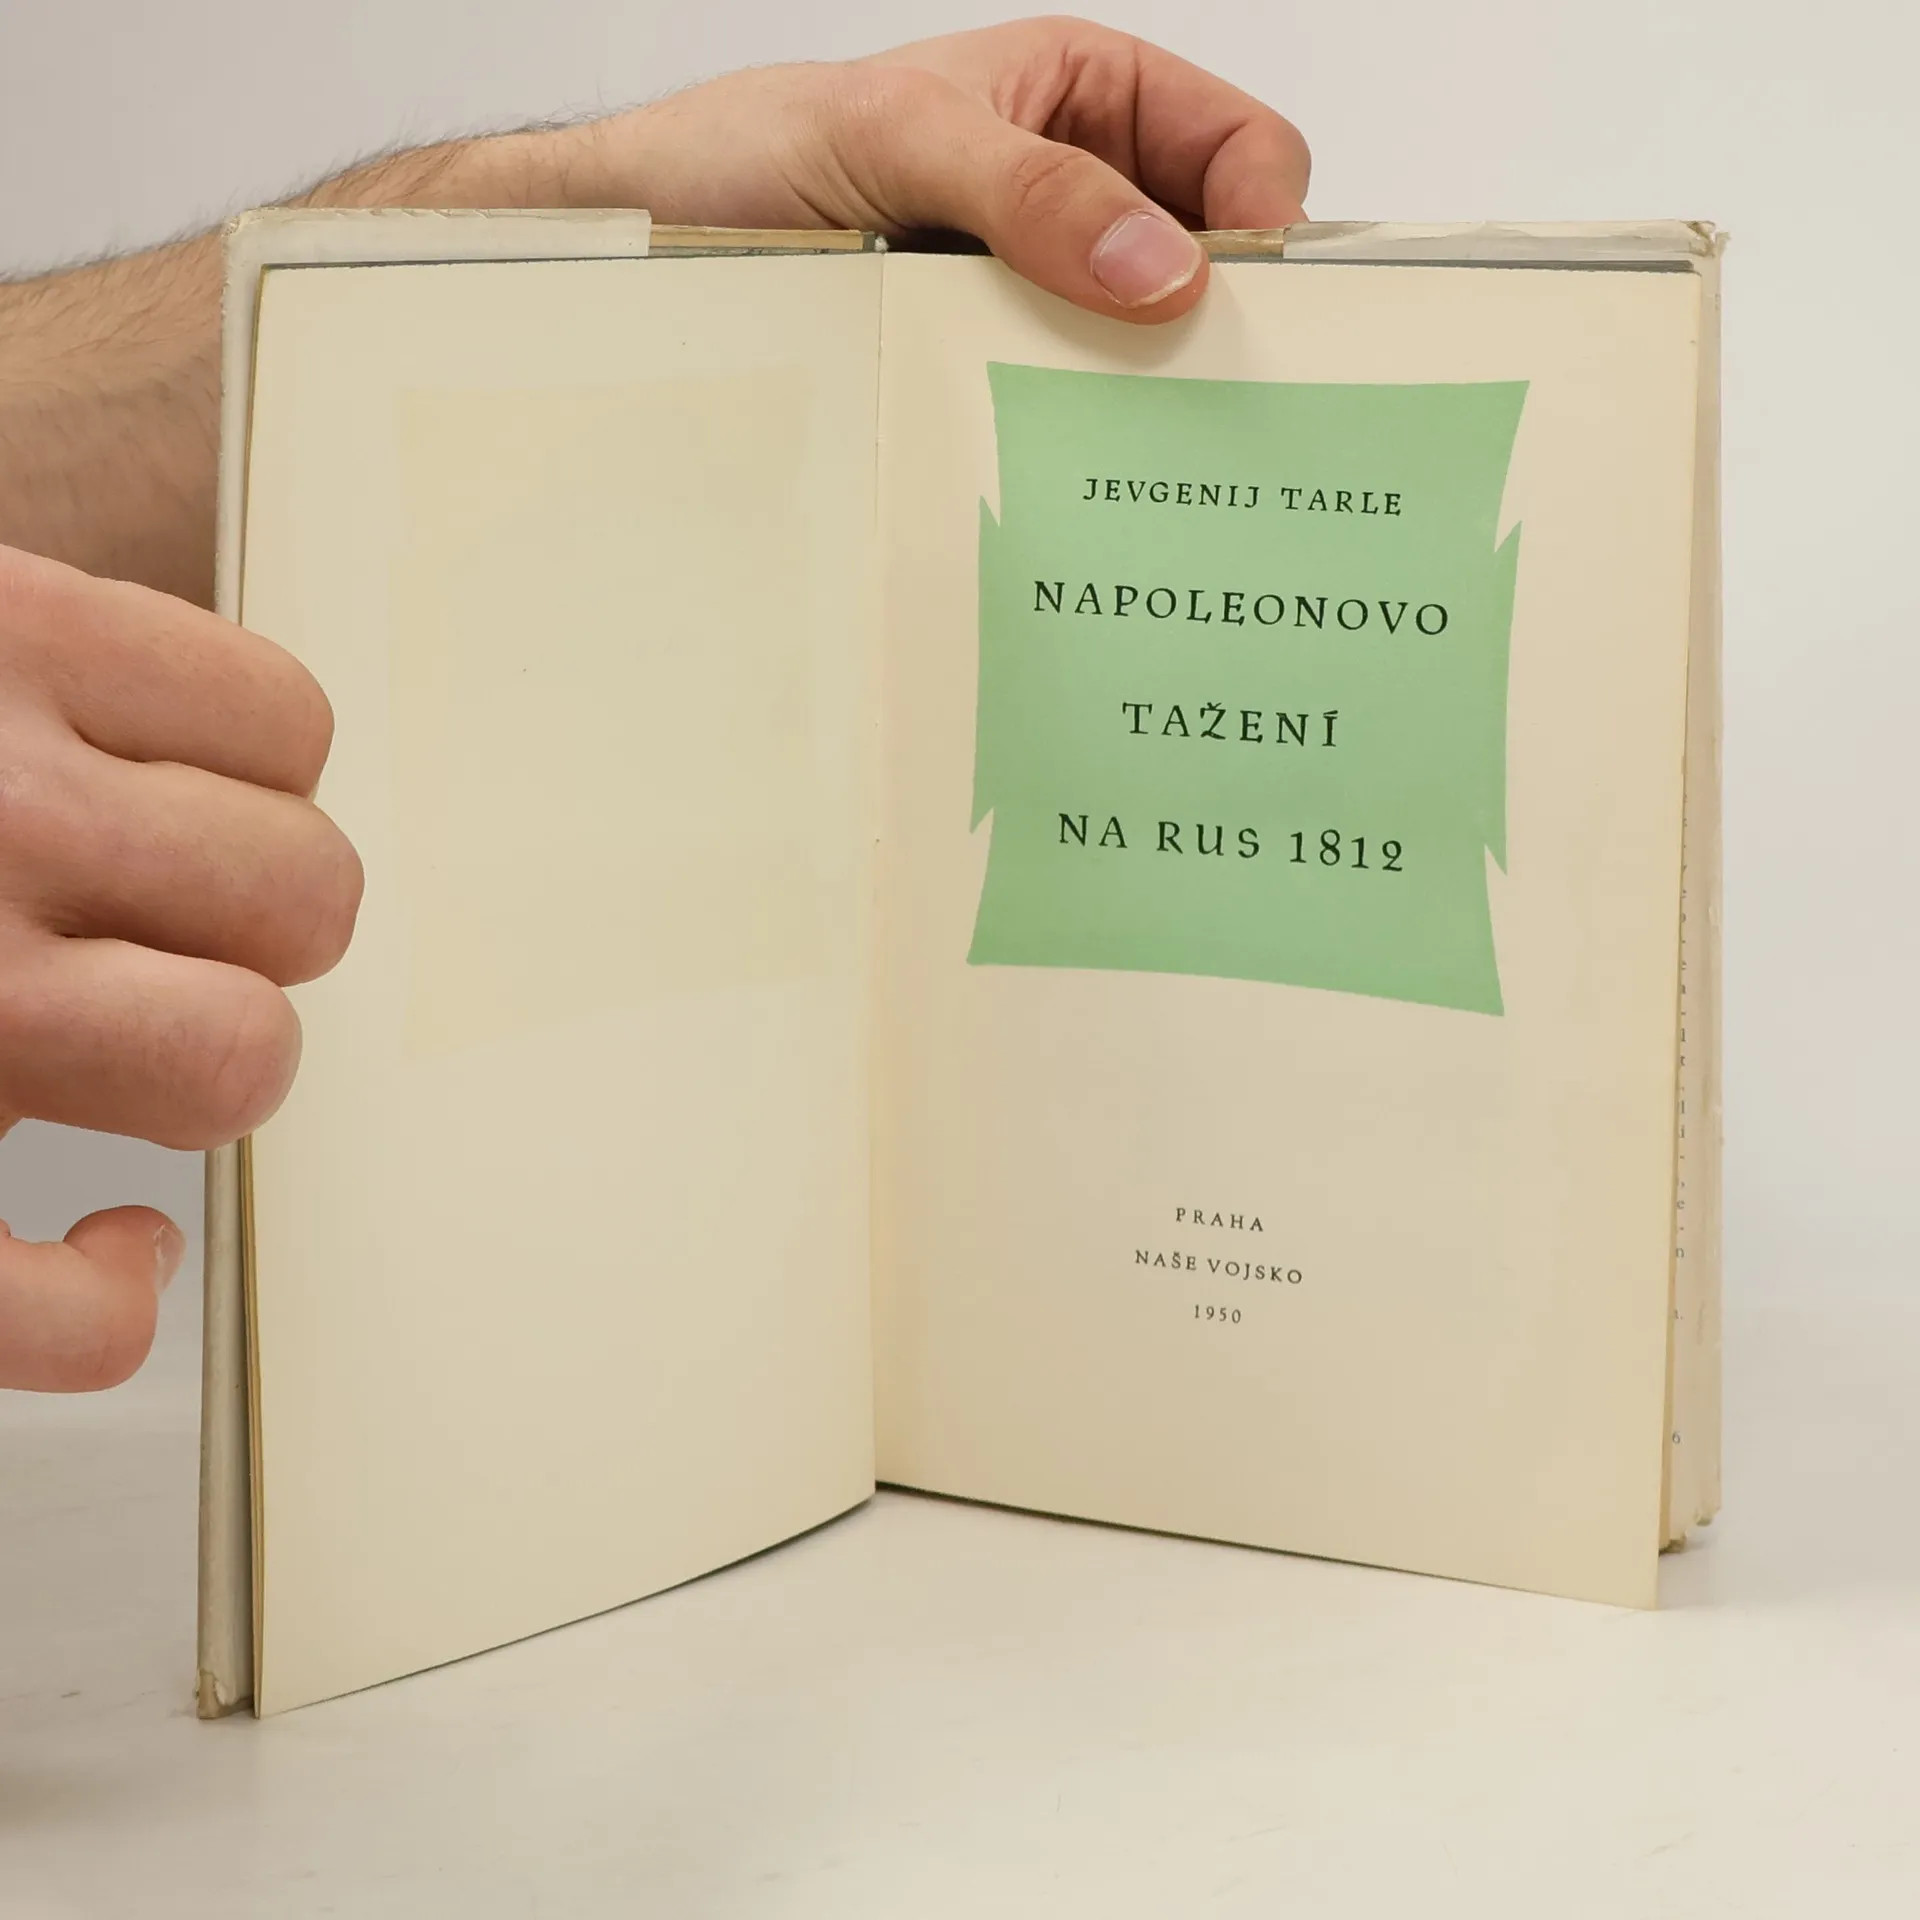 JEVGENIJ TARLE
NAPOLEONOVO
TAŽENÍ
NA RUS 1812
PRAHA
NAŠE VOJSKO
1950